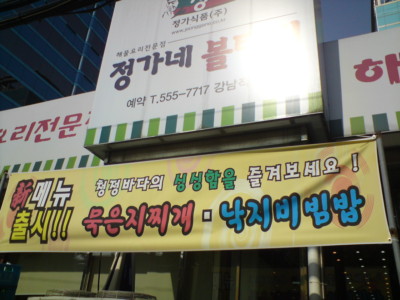 정가식품(주)
해물요리전문점
정가네
예약 T.555-7717 강남
요리전문점
해
新메뉴
출시!!
청정바다의 싱싱함을 즐겨보세요!
묵은지찌개·낙지비빔밥